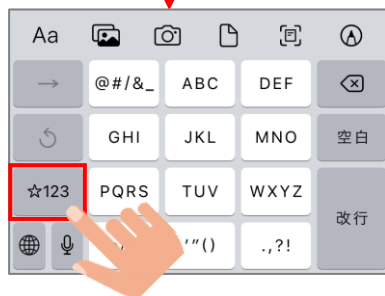 Aa
→ @#/&_ ABC DEF
GHI JKL MNO 空白
☆123 PQRS TUV WXYZ
改行
'"() .,?!